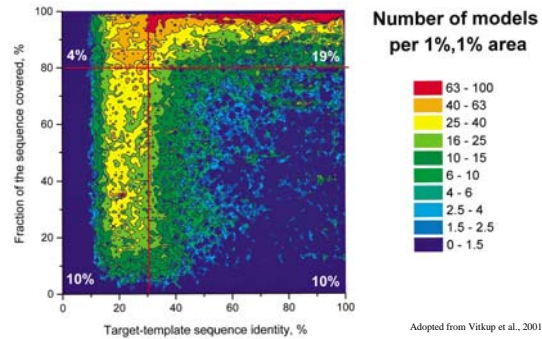 Number of models
per 1%,1% area
Fraction of the sequence covered, %
100
80
60
40
20
0
4%
19%
10%
10%
0
20
40
60
80
100
Target-template sequence identity, %
63 - 100
40 - 63
25 - 40
16 - 25
10 - 15
6 - 10
4 - 6
2.5 - 4
1.5 - 2.5
0 - 1.5
Adopted from Vitkup et al., 2001